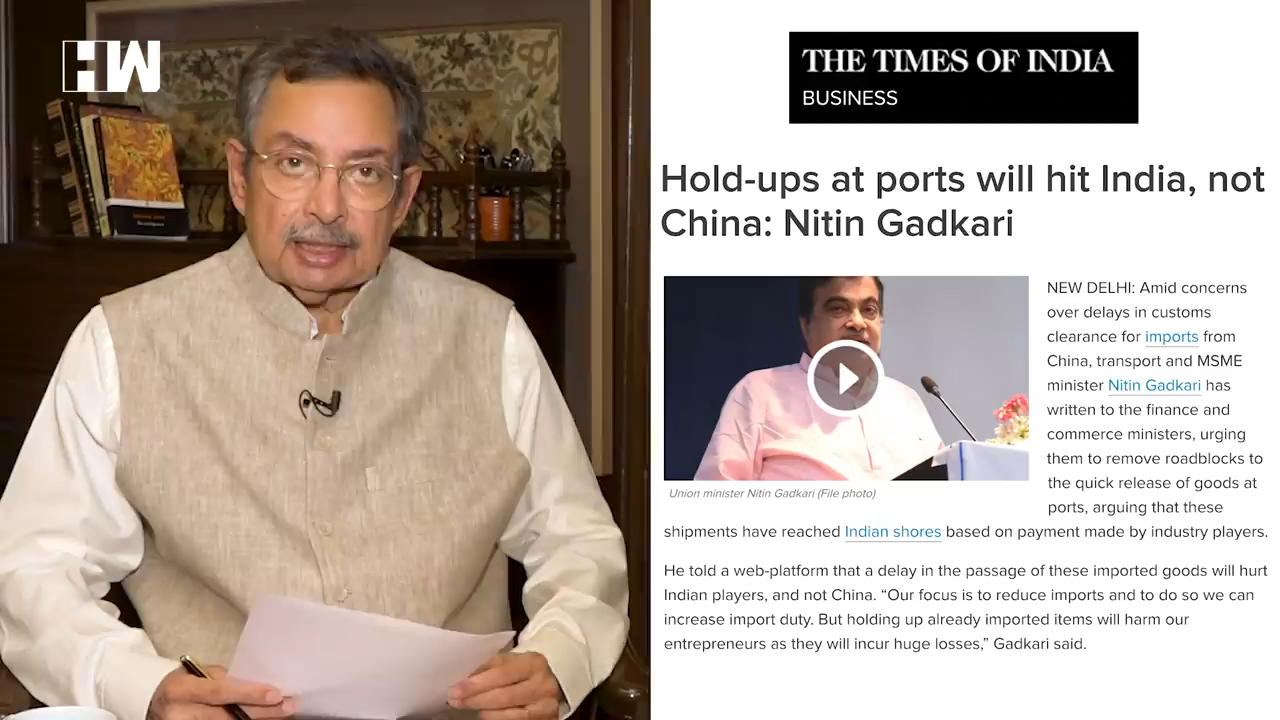 HW
THE TIMES OF INDIA
BUSINESS
Hold-ups at ports will hit India, not
China: Nitin Gadkari
NEW DELHI: Amid concerns
over delays in customs
clearance for imports from
China, transport and MSME
minister Nitin Gadkari has
written to the finance and
commerce ministers, urging
them to remove roadblocks to
the quick release of goods at
ports, arguing that these
Union minister Nitin Gadkari (File photo)
shipments have reached Indian shores based on payment made by industry players.
He told a web-platform that a delay in the passage of these imported goods will hurt
Indian players, and not China. “Our focus is to reduce imports and to do so we can
increase import duty. But holding up already imported items will harm our
entrepreneurs as they will incur huge losses,” Gadkari said.